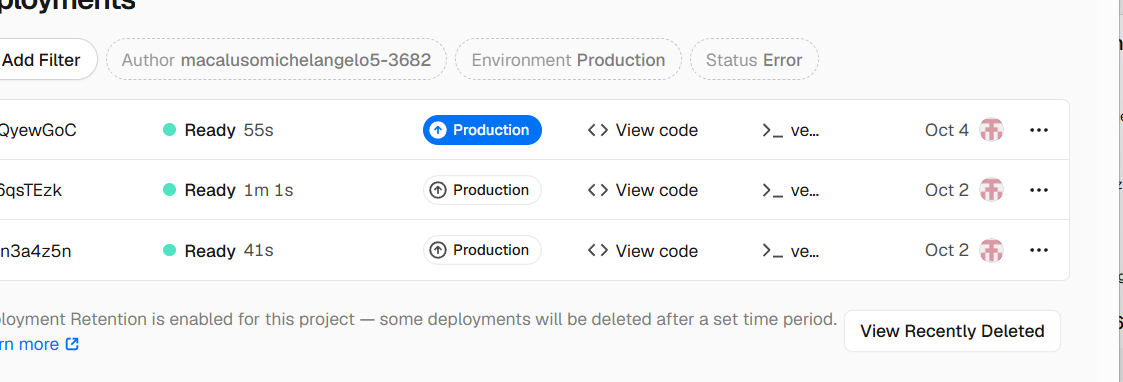 ployments
Add Filter Author macalusomichelangelo5-3682 Environment Production Status Error
QyewGoC Ready 55s Production View code ve... Oct 4
6qsTEzk Ready 1m 1s Production View code ve... Oct 2
n3a4z5n Ready 41s Production View code ve... Oct 2
ployment Retention is enabled for this project — some deployments will be deleted after a set time period.
rn more
View Recently Deleted